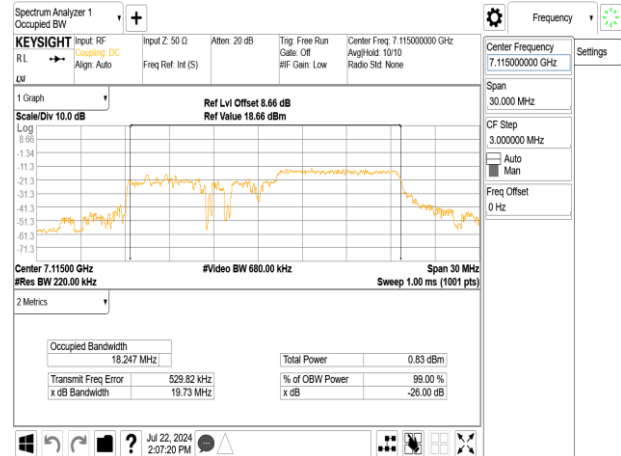 Spectrum Analyzer 1
Occupied BW
+
Frequency
KEYSIGHT
RL
LXI
Input: RF
Coupling: DC
Align: Auto
Input Z: 50 Ω
Freq Ref: Int (S)
Atten: 20 dB
Trig: Free Run
Gate: Off
#IF Gain: Low
Center Freq: 7.115000000 GHz
Avg|Hold: 10/10
Radio Std: None
Center Frequency
7.115000000 GHz
Settings
Span
30.000 MHz
CF Step
3.000000 MHz
Auto
Man
Freq Offset
0 Hz
1 Graph
Scale/Div 10.0 dB
Ref Lvl Offset 8.66 dB
Ref Value 18.66 dBm
Log
8.66
-1.34
-11.3
-21.3
-31.3
-41.3
-51.3
-61.3
-71.3
Center 7.11500 GHz
#Video BW 680.00 kHz
Span 30 MHz
#Res BW 220.00 kHz
Sweep 1.00 ms (1001 pts)
2 Metrics
Occupied Bandwidth
18.247 MHz
Total Power 0.83 dBm
Transmit Freq Error 529.82 kHz
% of OBW Power 99.00 %
x dB Bandwidth 19.73 MHz
x dB -26.00 dB
?
Jul 22, 2024
2:07:20 PM